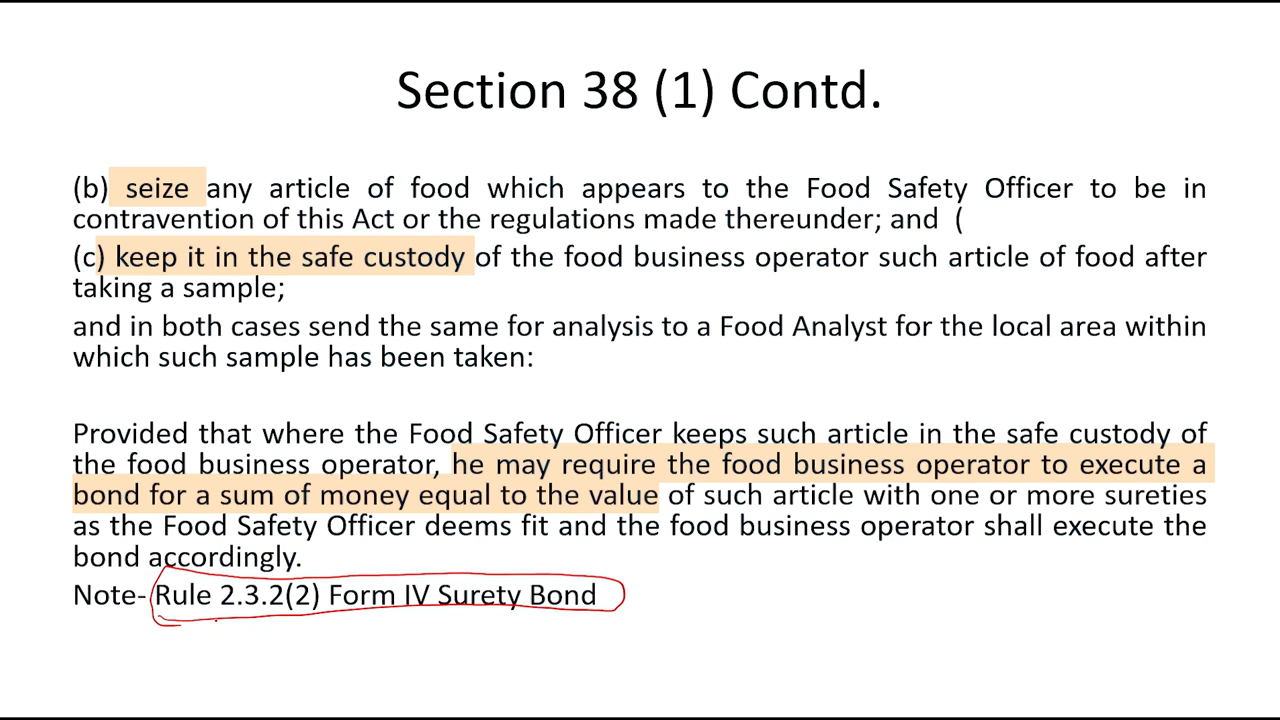 Section 38 (1) Contd.
(b) seize any article of food which appears to the Food Safety Officer to be in
contravention of this Act or the regulations made thereunder; and (
(c) keep it in the safe custody of the food business operator such article of food after
taking a sample;
and in both cases send the same for analysis to a Food Analyst for the local area within
which such sample has been taken:
Provided that where the Food Safety Officer keeps such article in the safe custody of
the food business operator, he may require the food business operator to execute a
bond for a sum of money equal to the value of such article with one or more sureties
as the Food Safety Officer deems fit and the food business operator shall execute the
bond accordingly.
Note- Rule 2.3.2(2) Form IV Surety Bond